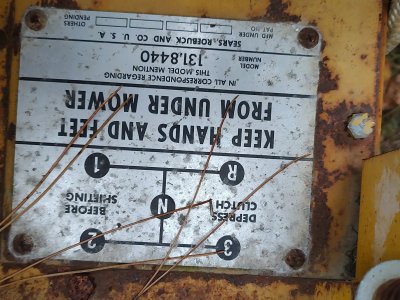 3 2
DEPRESS BEFORE
CLUTCH N SHIFTING
R 1
KEEP HANDS AND FEET
FROM UNDER MOWER
IN ALL CORRESPONDENCE REGARDING
THIS MODEL MENTION
MODEL NUMBER 131.8440
SEARS, ROEBUCK AND CO U. S. A
MFD UNDER PAT NO OTHERS PENDING